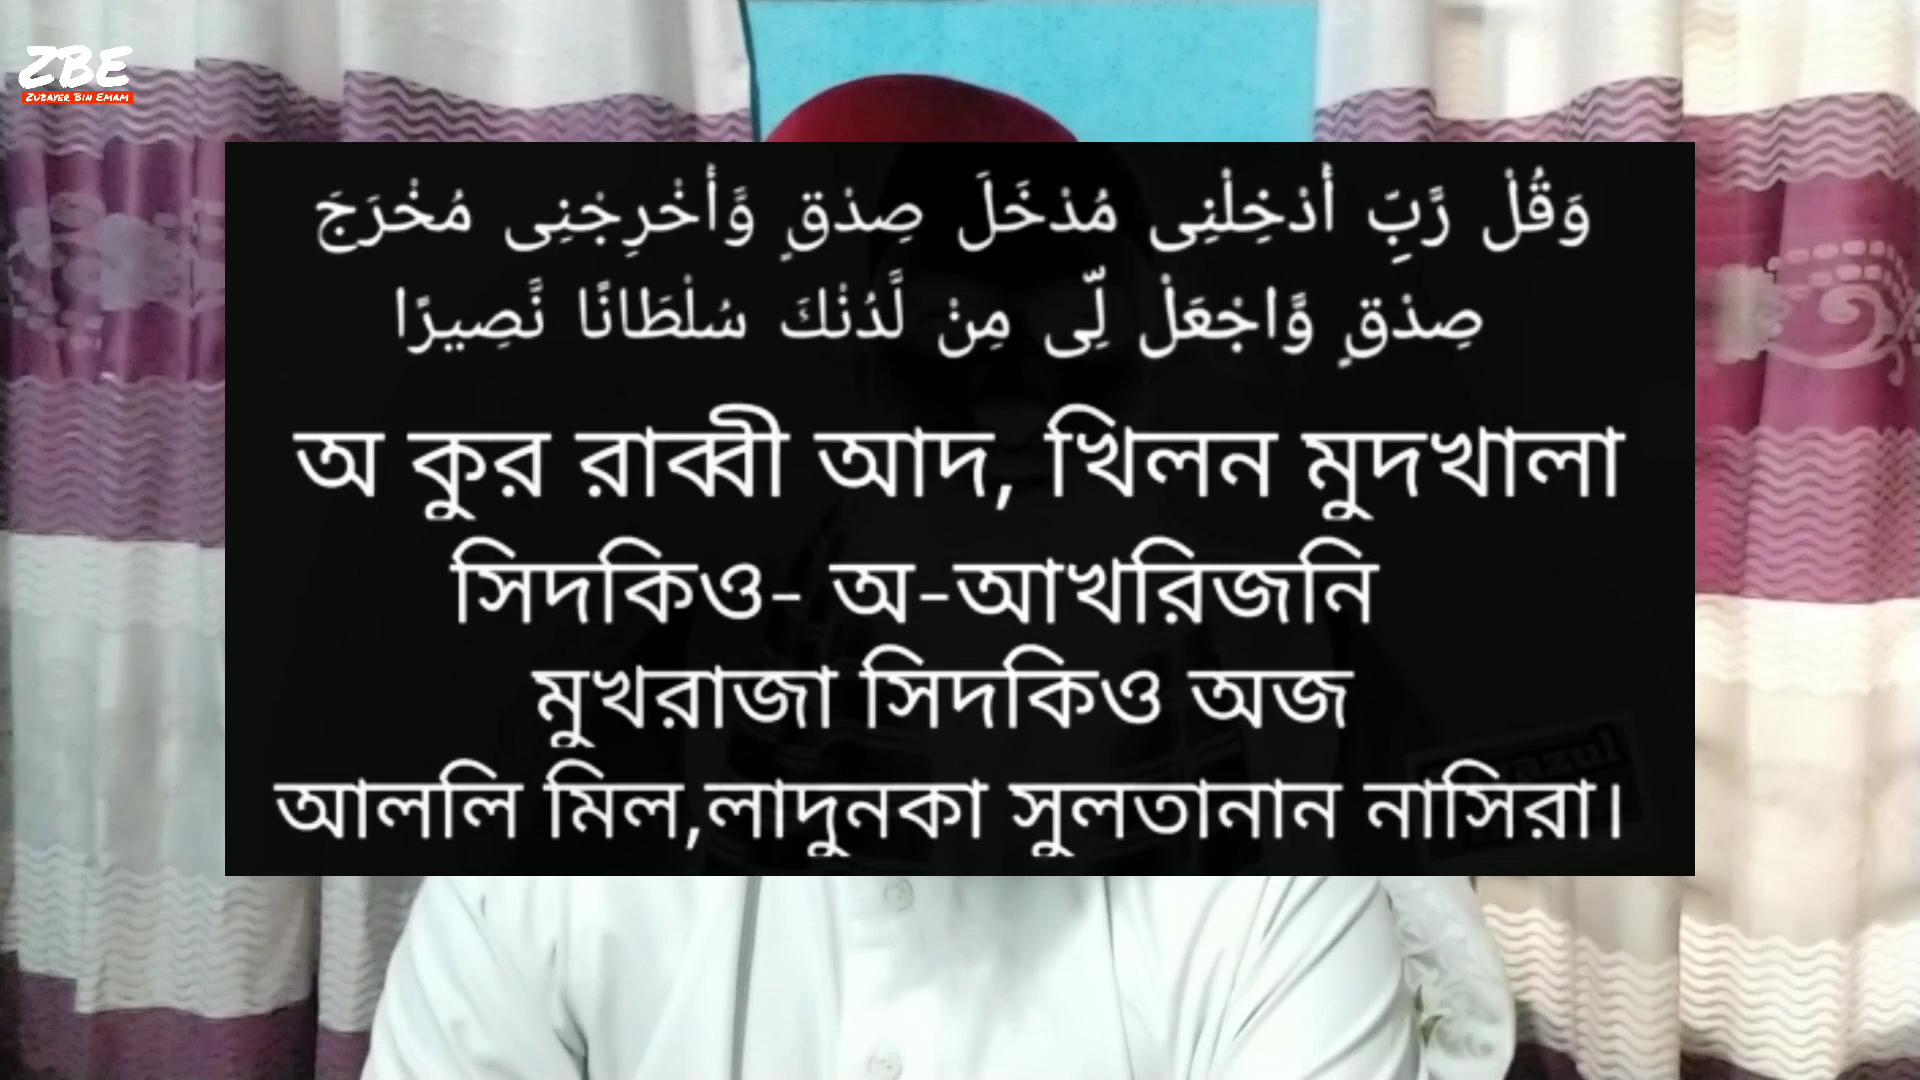 ZBE
Zubayer Bin Emam
وَقُلْ رَّبِّ أَدْخِلْنِى مُدْخَلَ صِدْقٍ وَّأَخْرِجْنِى مُخْرَجَ
صِدْقٍ وَّاجْعَلْ لِّى مِنْ لَّدُنْكَ سُلْطَانًا نَّصِيرًا
অ কুর রাব্বী আদ, খিলন মুদখালা
সিদকিও- অ-আখরিজনি
মুখরাজা সিদকিও অজ
আললি মিল,লাদুনকা সুলতানান নাসিরা।